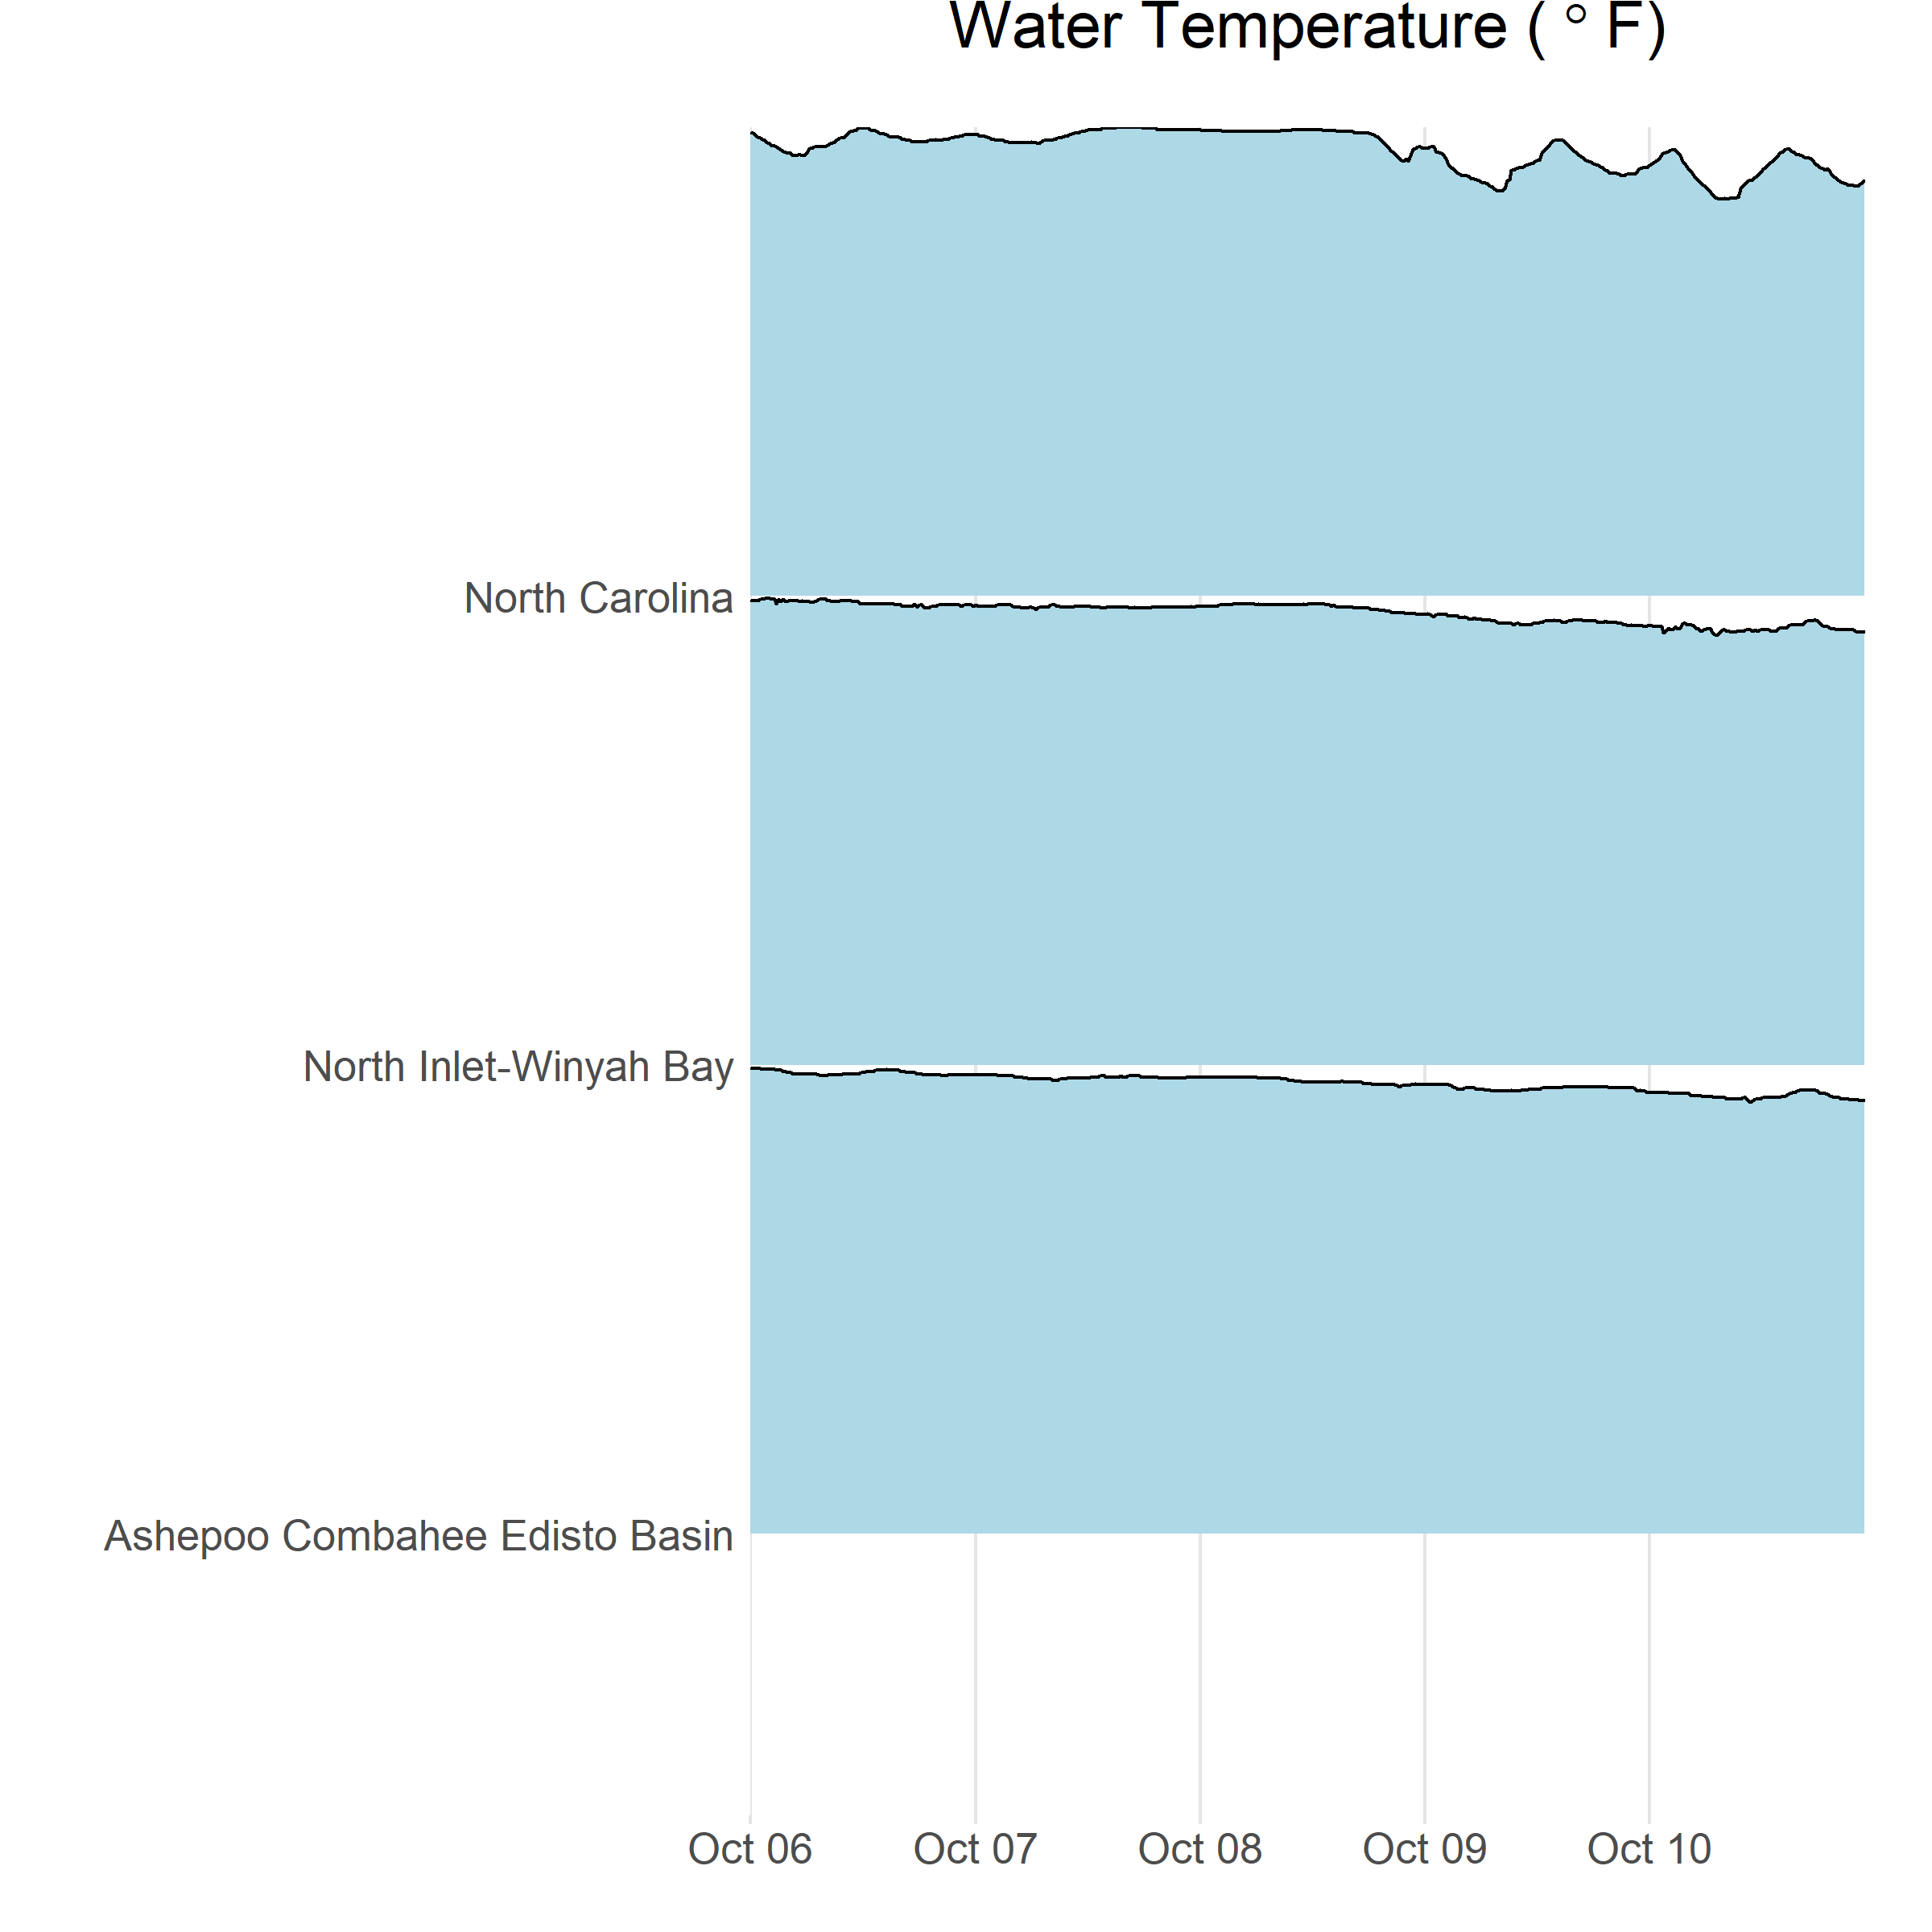 Water Temperature (°F)
North Carolina
North Inlet-Winyah Bay
Ashepoo Combahee Edisto Basin
Oct 06 Oct 07 Oct 08 Oct 09 Oct 10